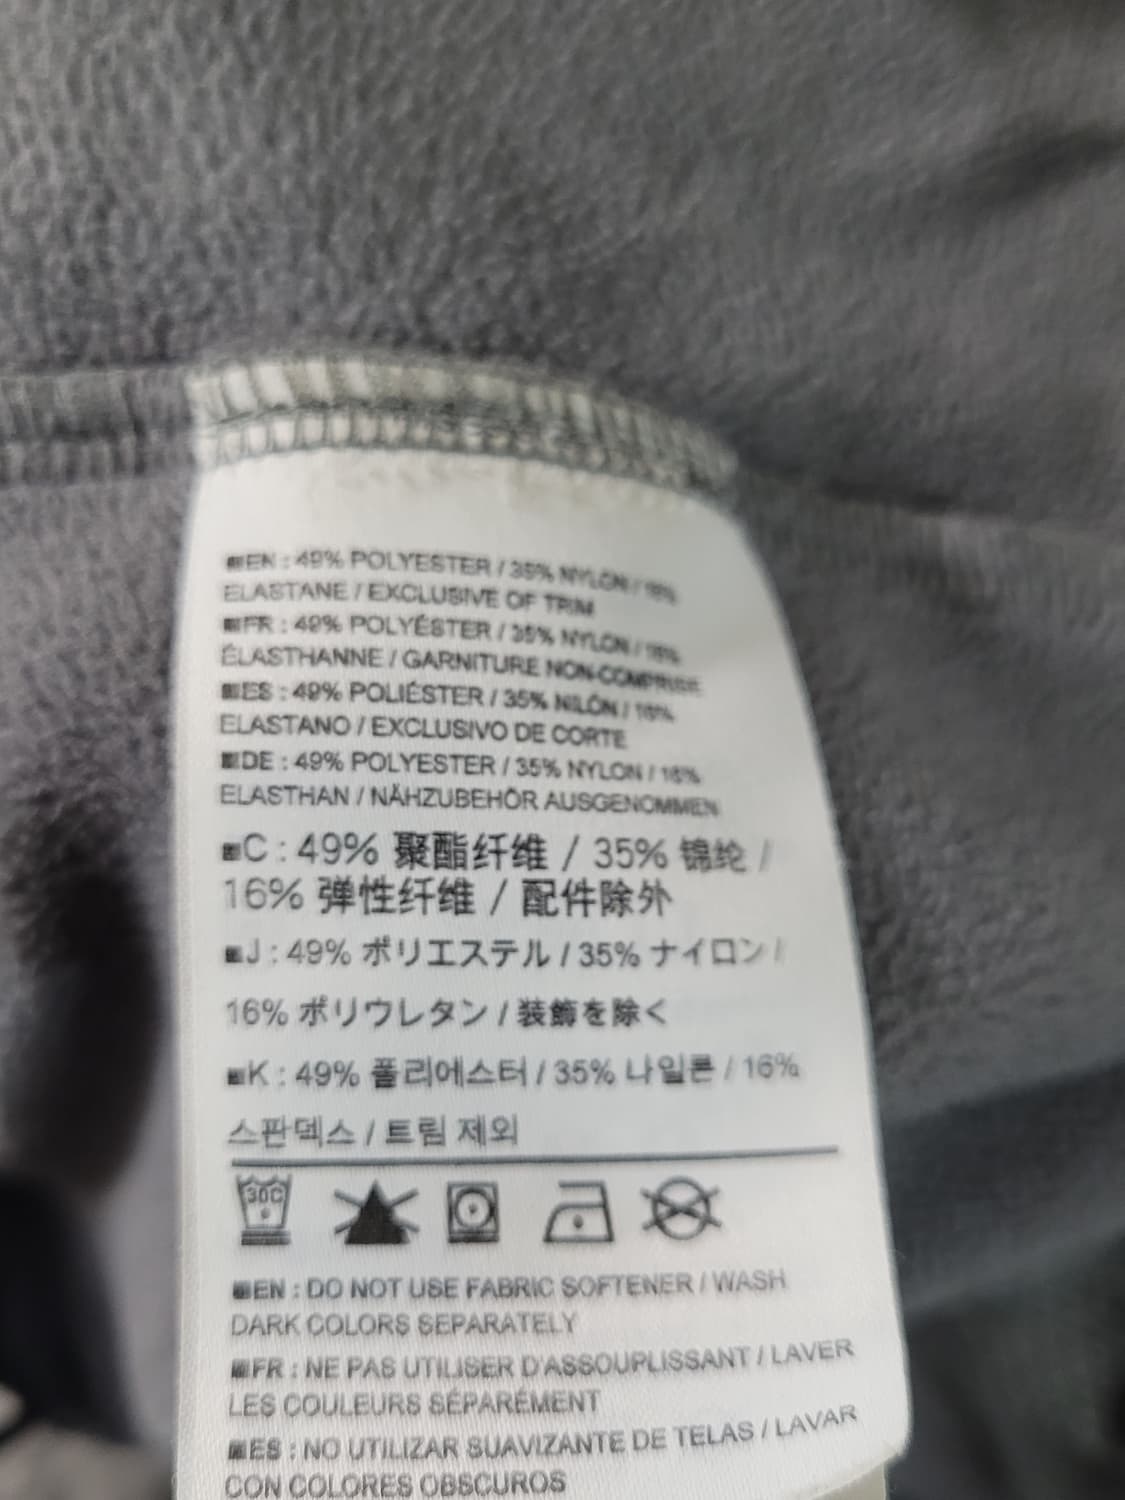 EN : 49% POLYESTER / 35% NYLON / 16%
ELASTANE / EXCLUSIVE OF TRIM
FR : 49% POLYÉSTER / 35% NYLON / 16%
ÉLASTHANNE / GARNITURE NON-COMPRISE
ES : 49% POLIÉSTER / 35% NILÓN / 16%
ELASTANO / EXCLUSIVO DE CORTE
DE : 49% POLYESTER / 35% NYLON / 16%
ELASTHAN / NÄHZUBEHÖR AUSGENOMMEN
C : 49% 聚酯纤维 / 35% 锦纶 /
16% 弹性纤维 / 配件除外
J : 49% ポリエステル / 35% ナイロン /
16% ポリウレタン / 装飾を除く
K : 49% 폴리에스터 / 35% 나일론 / 16%
스판덱스 / 트림 제외
30C
EN : DO NOT USE FABRIC SOFTENER / WASH
DARK COLORS SEPARATELY
FR : NE PAS UTILISER D'ASSOUPLISSANT / LAVER
LES COULEURS SÉPARÉMENT
ES : NO UTILIZAR SUAVIZANTE DE TELAS / LAVAR
CON COLORES OBSCUROS